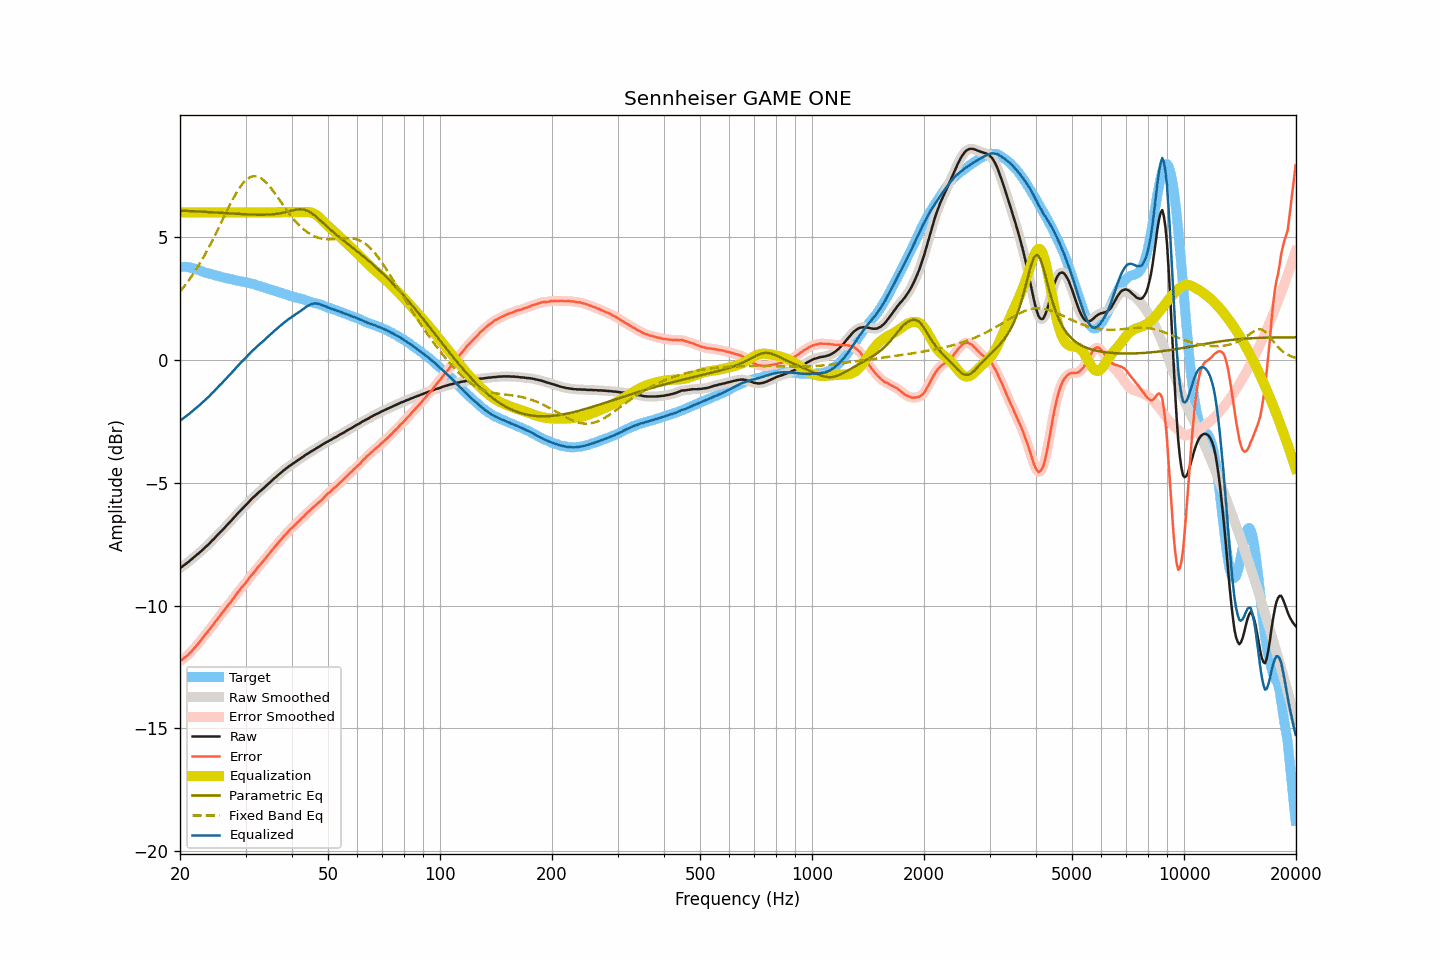 Sennheiser GAME ONE
Amplitude (dBr)
5
0
−5
−10
−15
−20
Target
Raw Smoothed
Error Smoothed
Raw
Error
Equalization
Parametric Eq
Fixed Band Eq
Equalized
20 50 100 200 500 1000 2000 5000 10000 20000
Frequency (Hz)